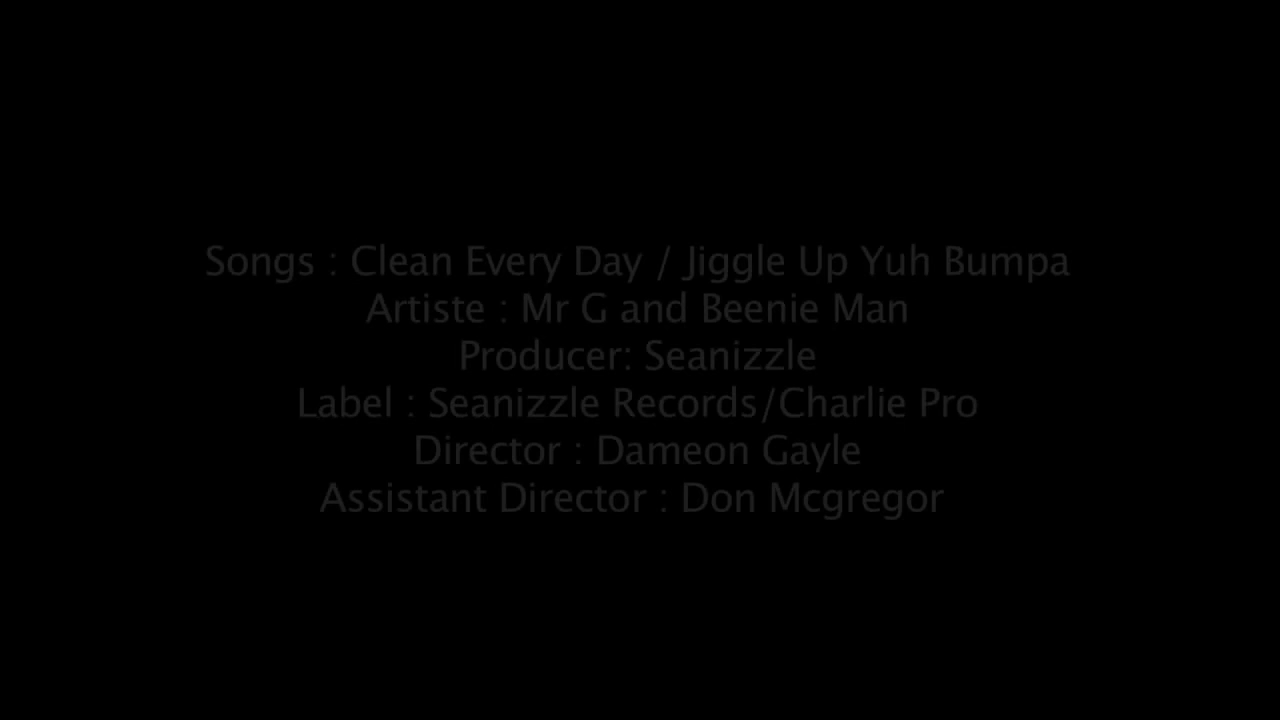 Songs : Clean Every Day / Jiggle Up Yuh Bumpa
Artiste : Mr G and Beenie Man
Producer: Seanizzle
Label : Seanizzle Records/Charlie Pro
Director : Dameon Gayle
Assistant Director : Don Mcgregor